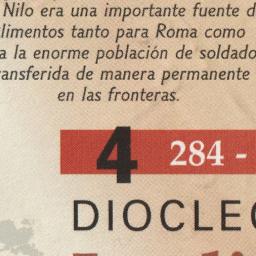 Nilo era una importante fuente d
limentos tanto para Roma como
a la enorme población de soldado
ansferida de manera permanente
en las fronteras.
4 284 -
DIOCLE